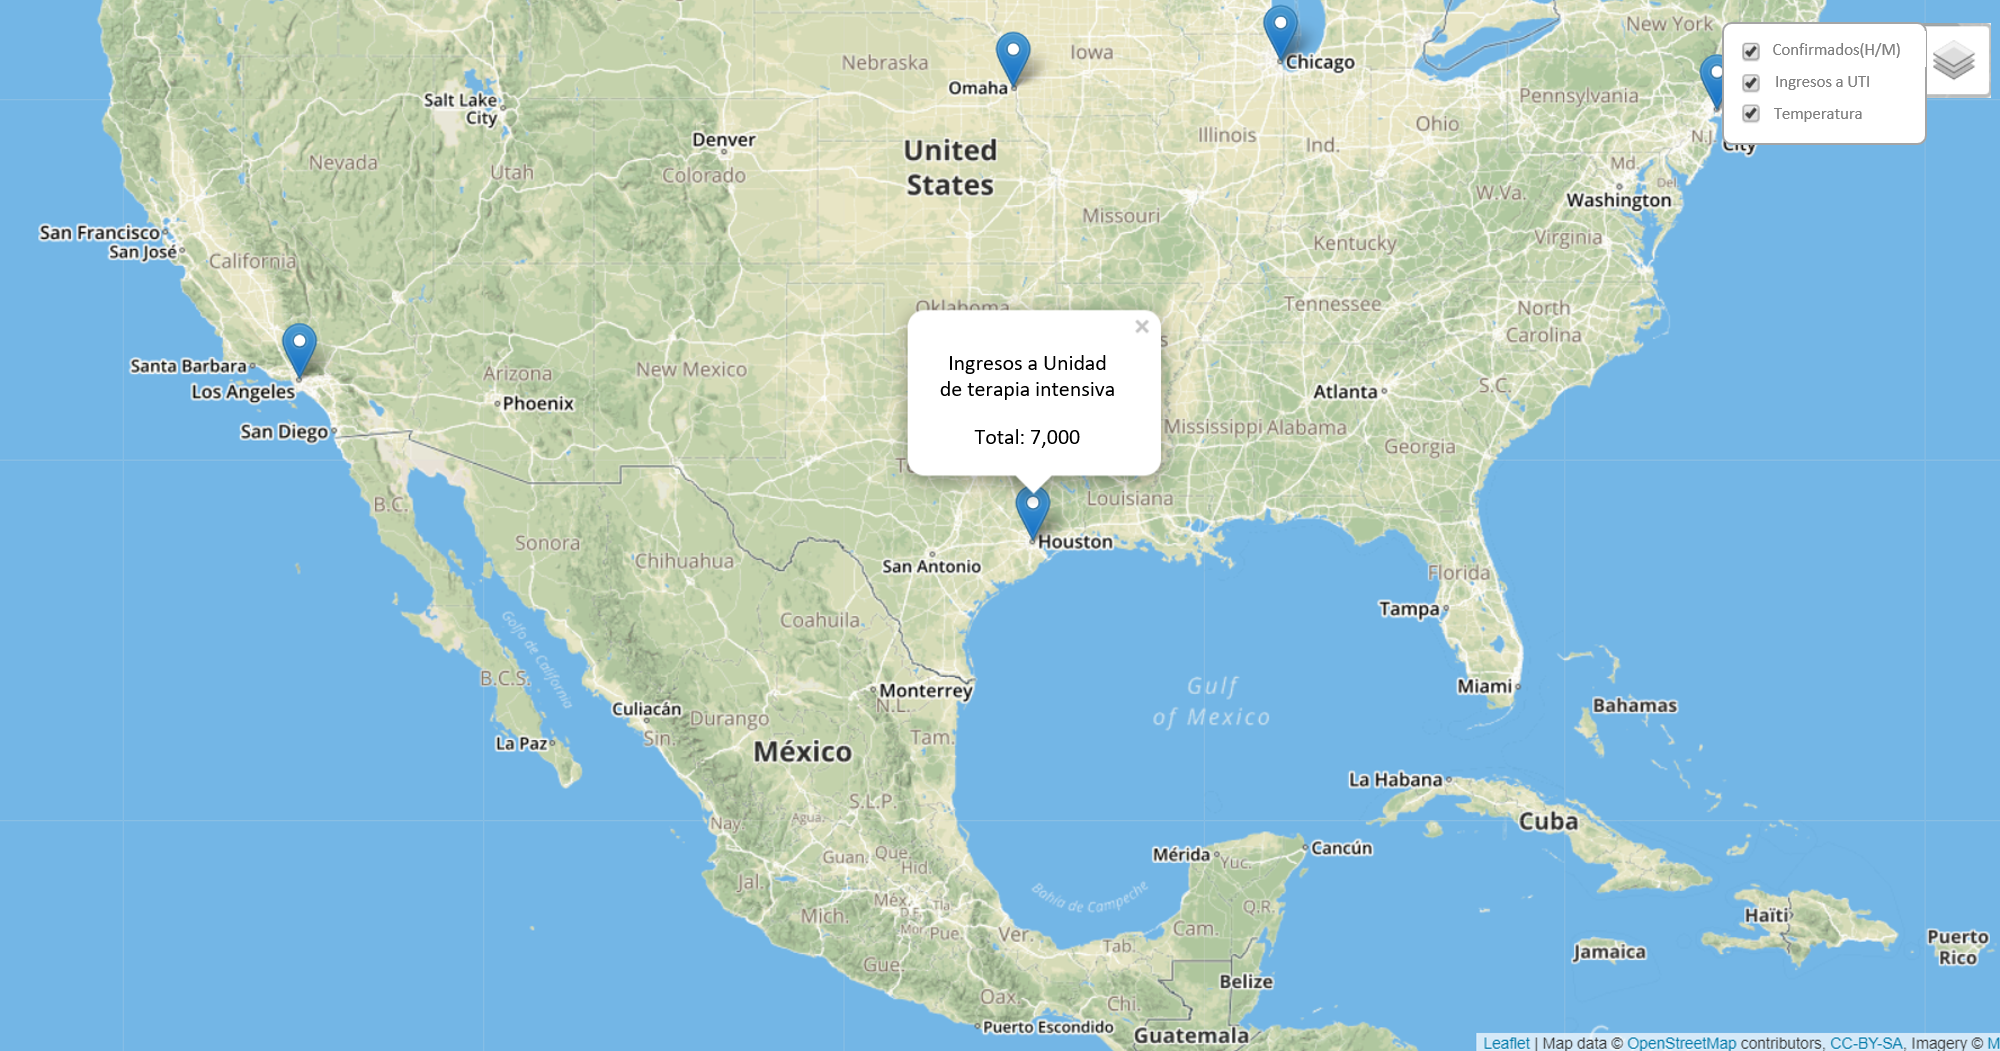 New York
Confirmados(H/M)
Ingresos a UTI
Temperatura
City
Nebraska
Iowa
Chicago
Omaha
Salt Lake
City
Pennsylvania
Denver
Illinois
Ohio
Ind.
N.J.
United
States
Nevada
Utah
Colorado
Md.
Del.
W.Va.
Washington
Missouri
San Francisco
San José
California
Kentucky
Virginia
Oklahoma
Tennessee
North
Carolina
Ingresos a Unidad
de terapia intensiva
Total: 7,000
Santa Barbara
Los Angeles
Arizona
New Mexico
Phoenix
San Diego
Atlanta
S.C.
Mississippi
Alabama
Georgia
B.C.
Louisiana
Houston
Sonora
Chihuahua
San Antonio
Florida
Tampa
Coahuila
Golfo de California
B.C.S.
Monterrey
N.L.
Miami
Gulf
of Mexico
Bahamas
Culiacán
Sin.
Durango
La Paz
México
Tam.
La Habana
Cuba
S.L.P.
Nay.
Agua.
Guan.
Que.
Hid.
Mérida
Yuc.
Cancún
Jal.
Bahía de Campeche
Méx.
D.F.
Tla.
Q.R.
Mich.
Mor.
Pue.
Ver.
Tab.
Cam.
Haïti
Jamaica
Puerto
Rico
Gue.
Belize
Oax.
Chi.
Puerto Escondido
Guatemala
Leaflet | Map data © OpenStreetMap contributors, CC-BY-SA, Imagery © M